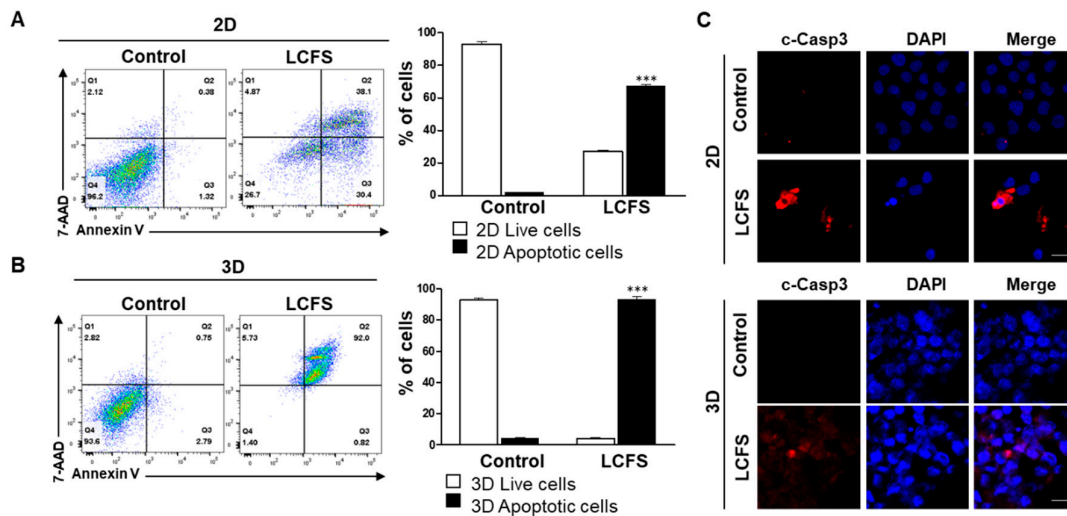 A
2D
Control
LCFS
Q1
2.12
Q2
0.38
Q4
96.2
Q3
1.32
Q1
4.87
Q2
38.1
Q4
26.7
Q3
30.4
7-AAD
Annexin V
% of cells
100
80
60
40
20
0
***
Control
LCFS
2D Live cells
2D Apoptotic cells
B
3D
Control
LCFS
Q1
2.82
Q2
0.75
Q4
93.6
Q3
2.79
Q1
5.73
Q2
92.0
Q4
1.40
Q3
0.82
7-AAD
Annexin V
% of cells
100
80
60
40
20
0
***
Control
LCFS
3D Live cells
3D Apoptotic cells
C
c-Casp3
DAPI
Merge
2D
Control
LCFS
c-Casp3
DAPI
Merge
3D
Control
LCFS